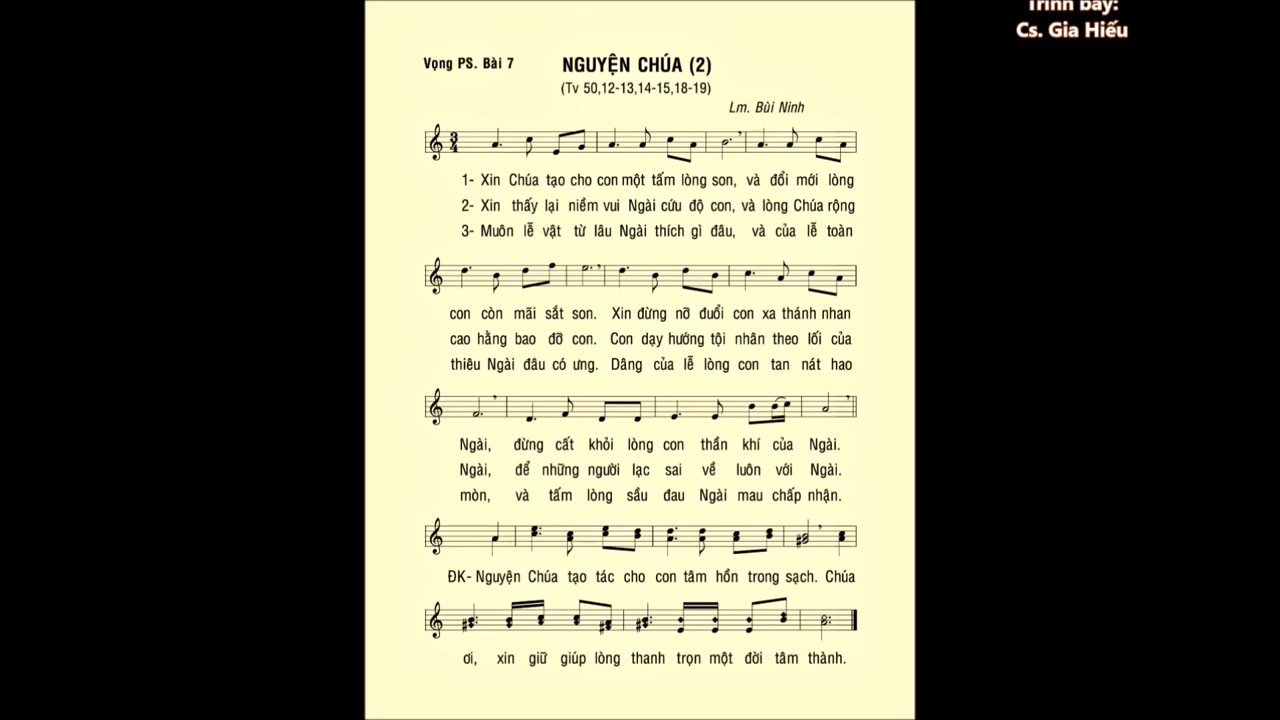 Trình bày:
Cs. Gia Hiếu
Vọng PS. Bài 7
NGUYỆN CHÚA (2)
(Tv 50,12-13,14-15,18-19)
Lm. Bùi Ninh
3
4
1- Xin Chúa tạo cho con một tấm lòng son, và đổi mới lòng
2- Xin thấy lại niềm vui Ngài cứu độ con, và lòng Chúa rộng
3- Muôn lễ vật từ lâu Ngài thích gì đâu, và của lễ toàn
con còn mãi sắt son. Xin đừng nỡ đuổi con xa thánh nhan
cao hằng bao đỡ con. Con dạy hướng tội nhân theo lối của
thiêu Ngài đâu có ưng. Dâng của lễ lòng con tan nát hao
Ngài, đừng cất khỏi lòng con thần khí của Ngài.
Ngài, để những người lạc sai về luôn với Ngài.
mòn, và tấm lòng sầu đau Ngài mau chấp nhận.
ĐK- Nguyện Chúa tạo tác cho con tâm hồn trong sạch. Chúa
ơi, xin giữ giúp lòng thanh trọn một đời tâm thành.